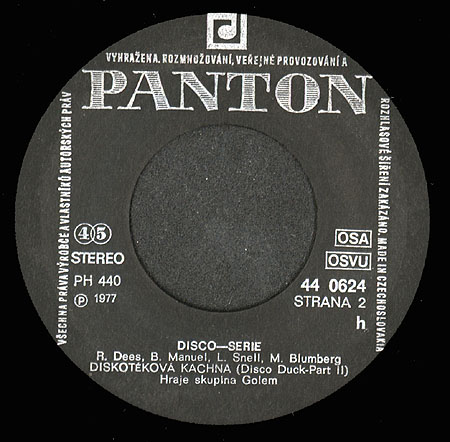 VYHRAŽENA. ROZMNOŽOVÁNÍ, VEŘEJNÉ PROVOZOVÁNÍ A
PANTON
VŠECHNA PRÁVA VÝROBCE A VLASTNÍKŮ AUTORSKÝCH PRÁV
ROZHLASOVÉ ŠÍŘENÍ ZAKÁZÁNO. MADE IN CZECHOSLOVAKIA
45
STEREO
PH 440
Ⓟ 1977
OSA
OSVU
44 0624
STRANA 2
h
DISCO—SERIE
R. Dees, B. Manuel, L. Snell, M. Blumberg
DISKOTÉKOVÁ KACHNA (Disco Duck-Part II)
Hraje skupina Golem